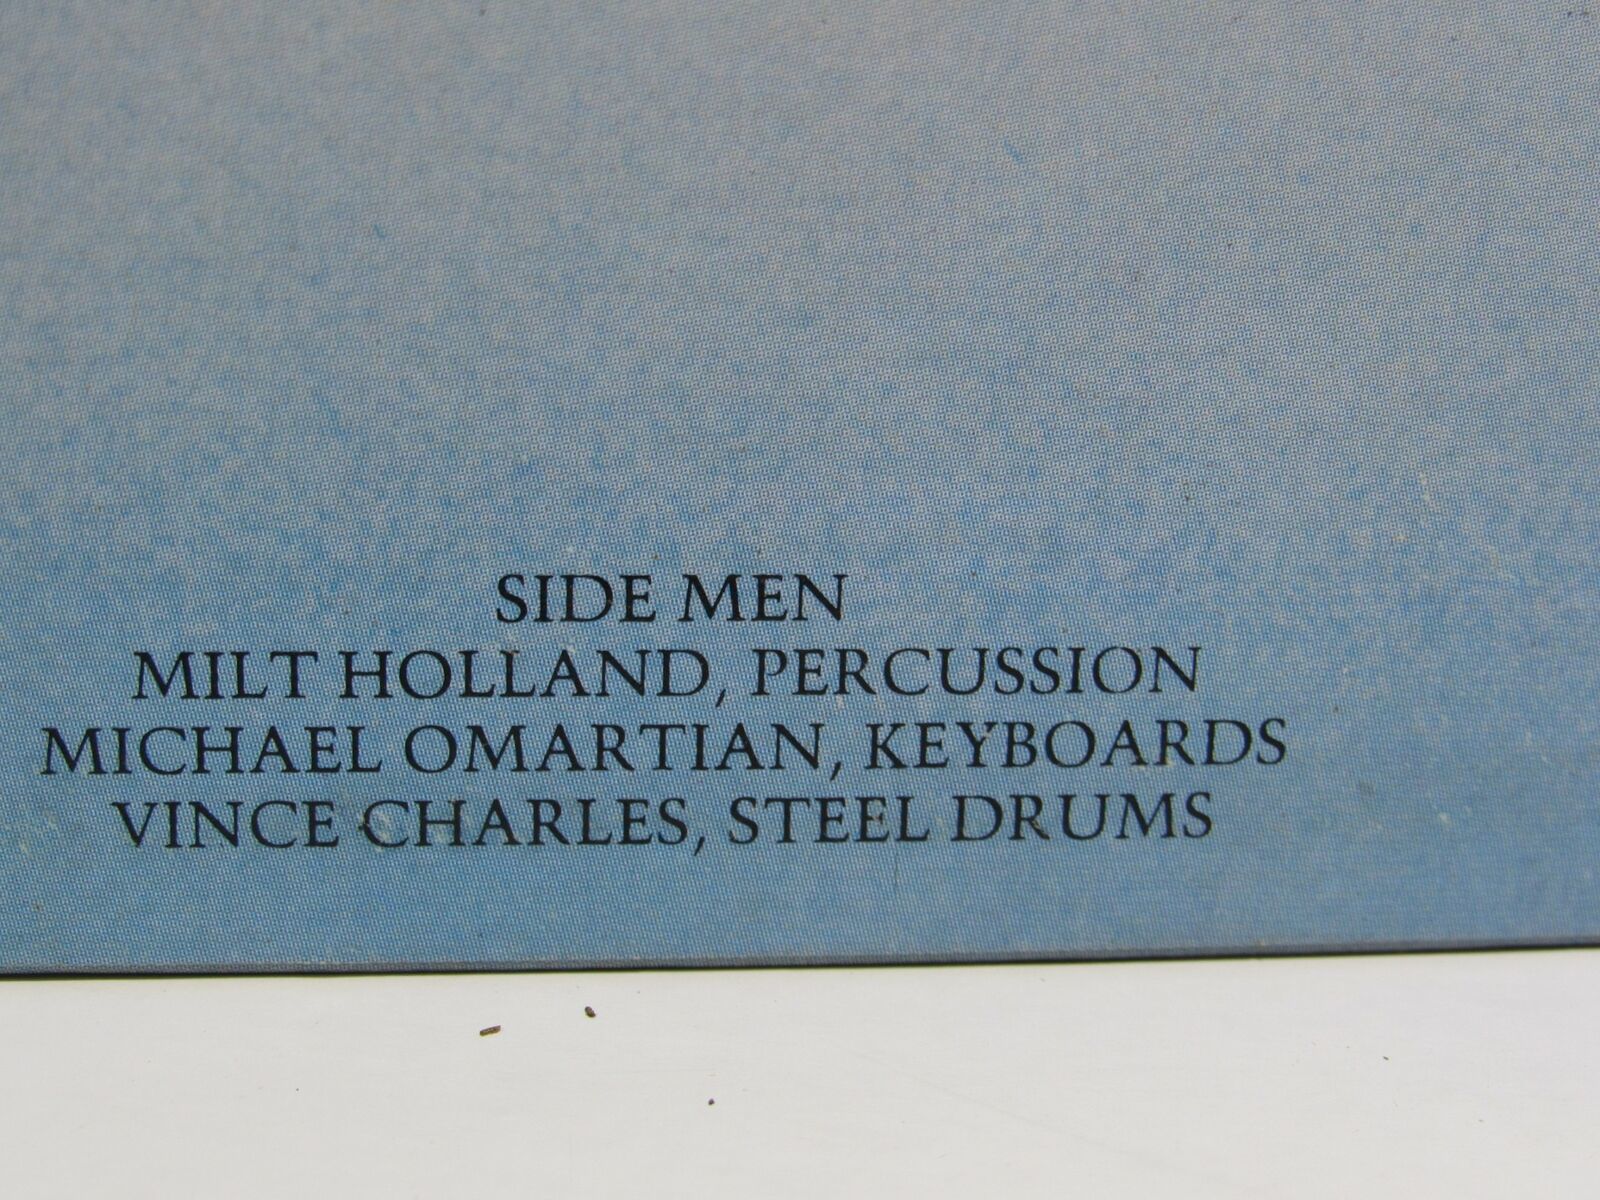 SIDE MEN
MILT HOLLAND, PERCUSSION
MICHAEL OMARTIAN, KEYBOARDS
VINCE CHARLES, STEEL DRUMS